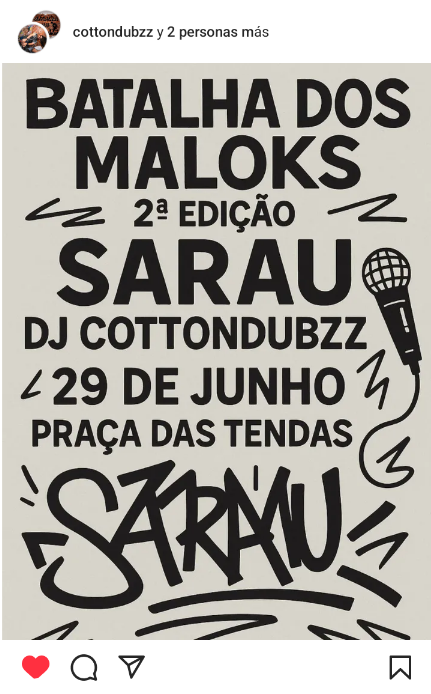 cottondubzz y 2 personas más
BATALHA DOS
MALOKS
2ª EDIÇÃO
SARAU
DJ COTTONDUBZZ
29 DE JUNHO
PRAÇA DAS TENDAS
SARAU